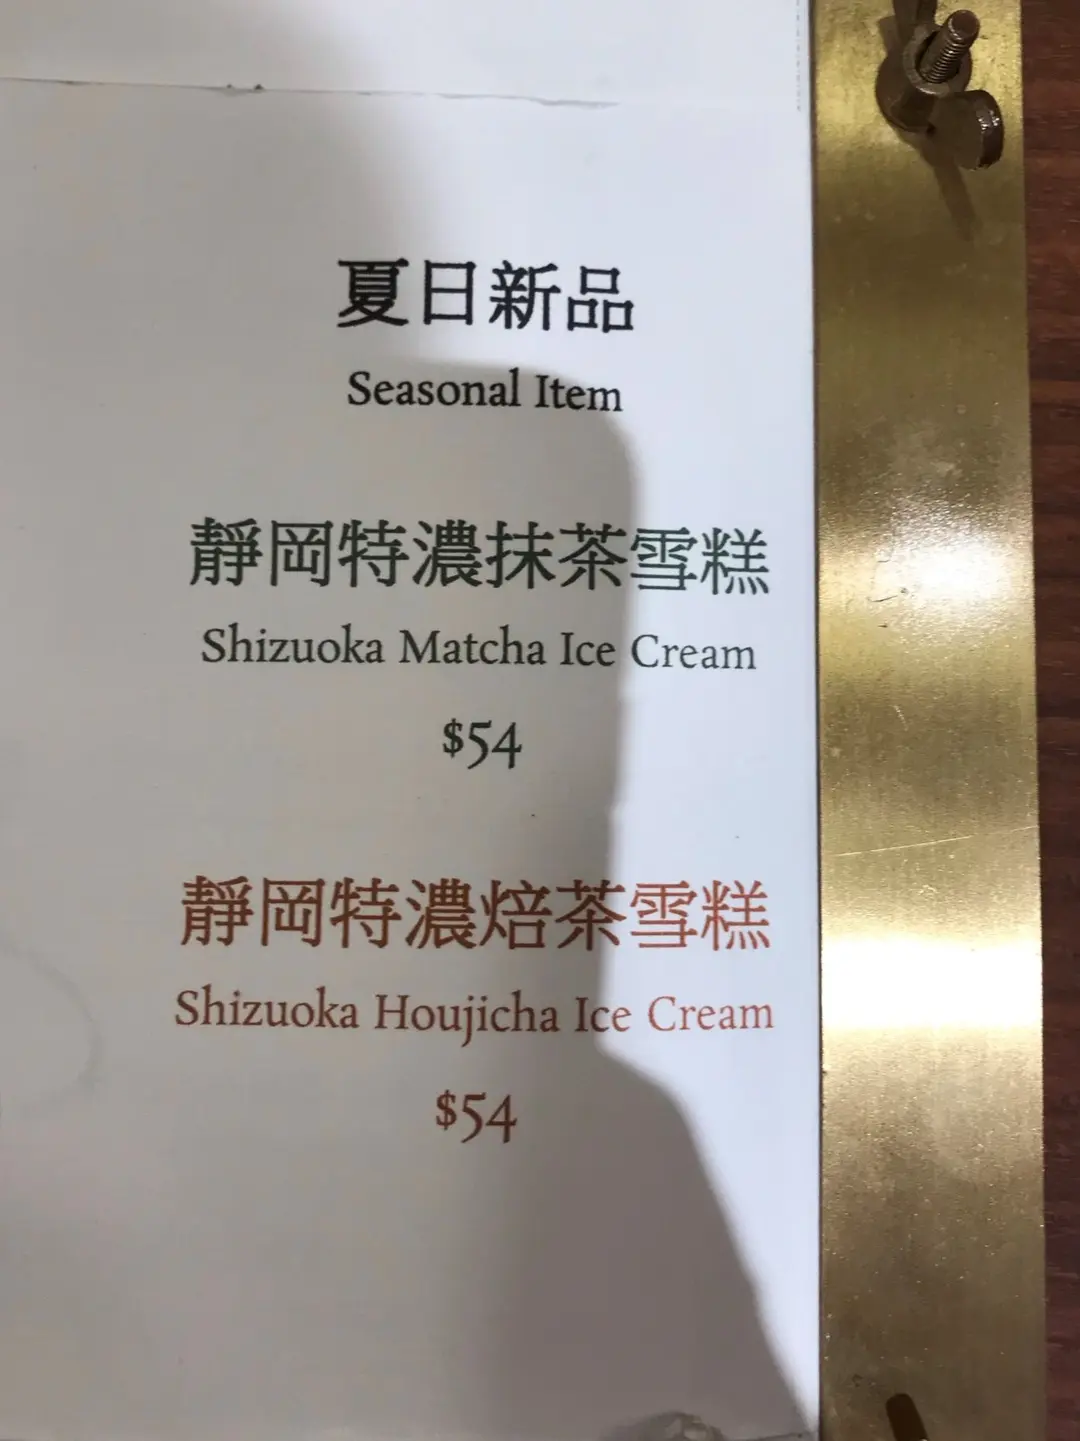 夏日新品
Seasonal Item
靜岡特濃抹茶雪糕
Shizuoka Matcha Ice Cream
$54
靜岡特濃焙茶雪糕
Shizuoka Houjicha Ice Cream
$54